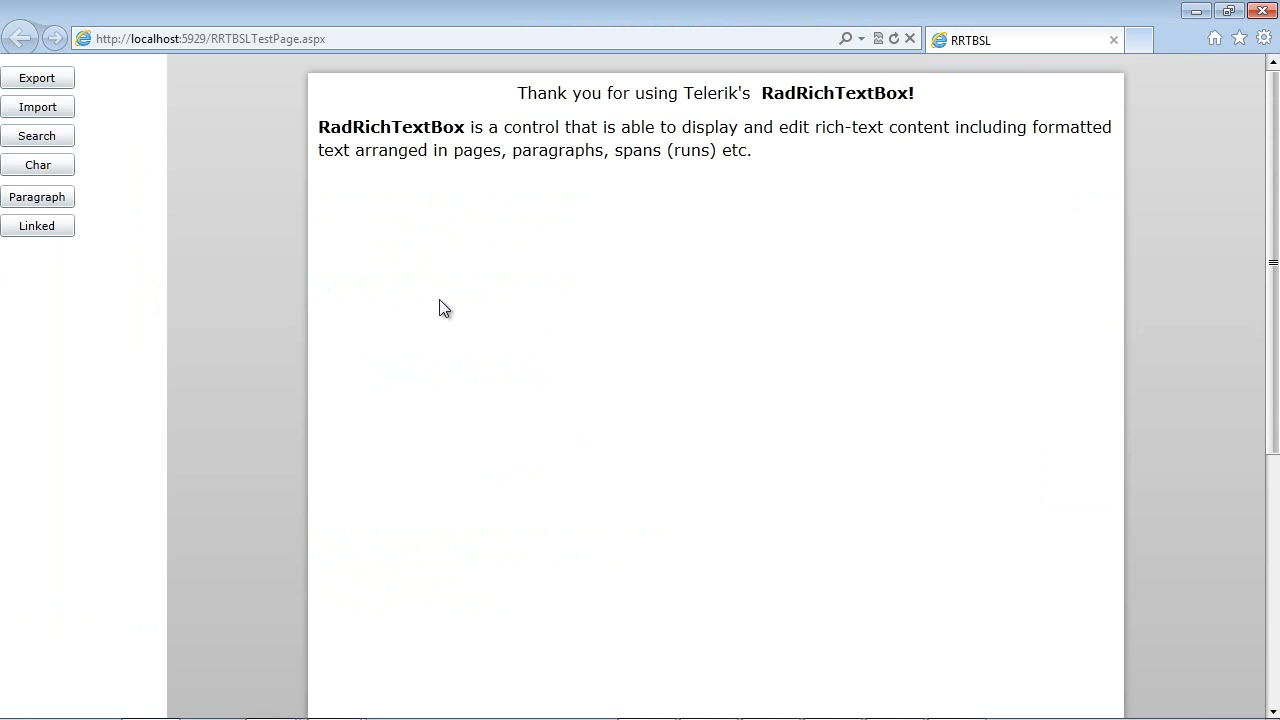 http://localhost:5929/RRTBSLTestPage.aspx
RRTBSL
Export
Import
Search
Char
Paragraph
Linked
Thank you for using Telerik's RadRichTextBox!
RadRichTextBox is a control that is able to display and edit rich-text content including formatted
text arranged in pages, paragraphs, spans (runs) etc.